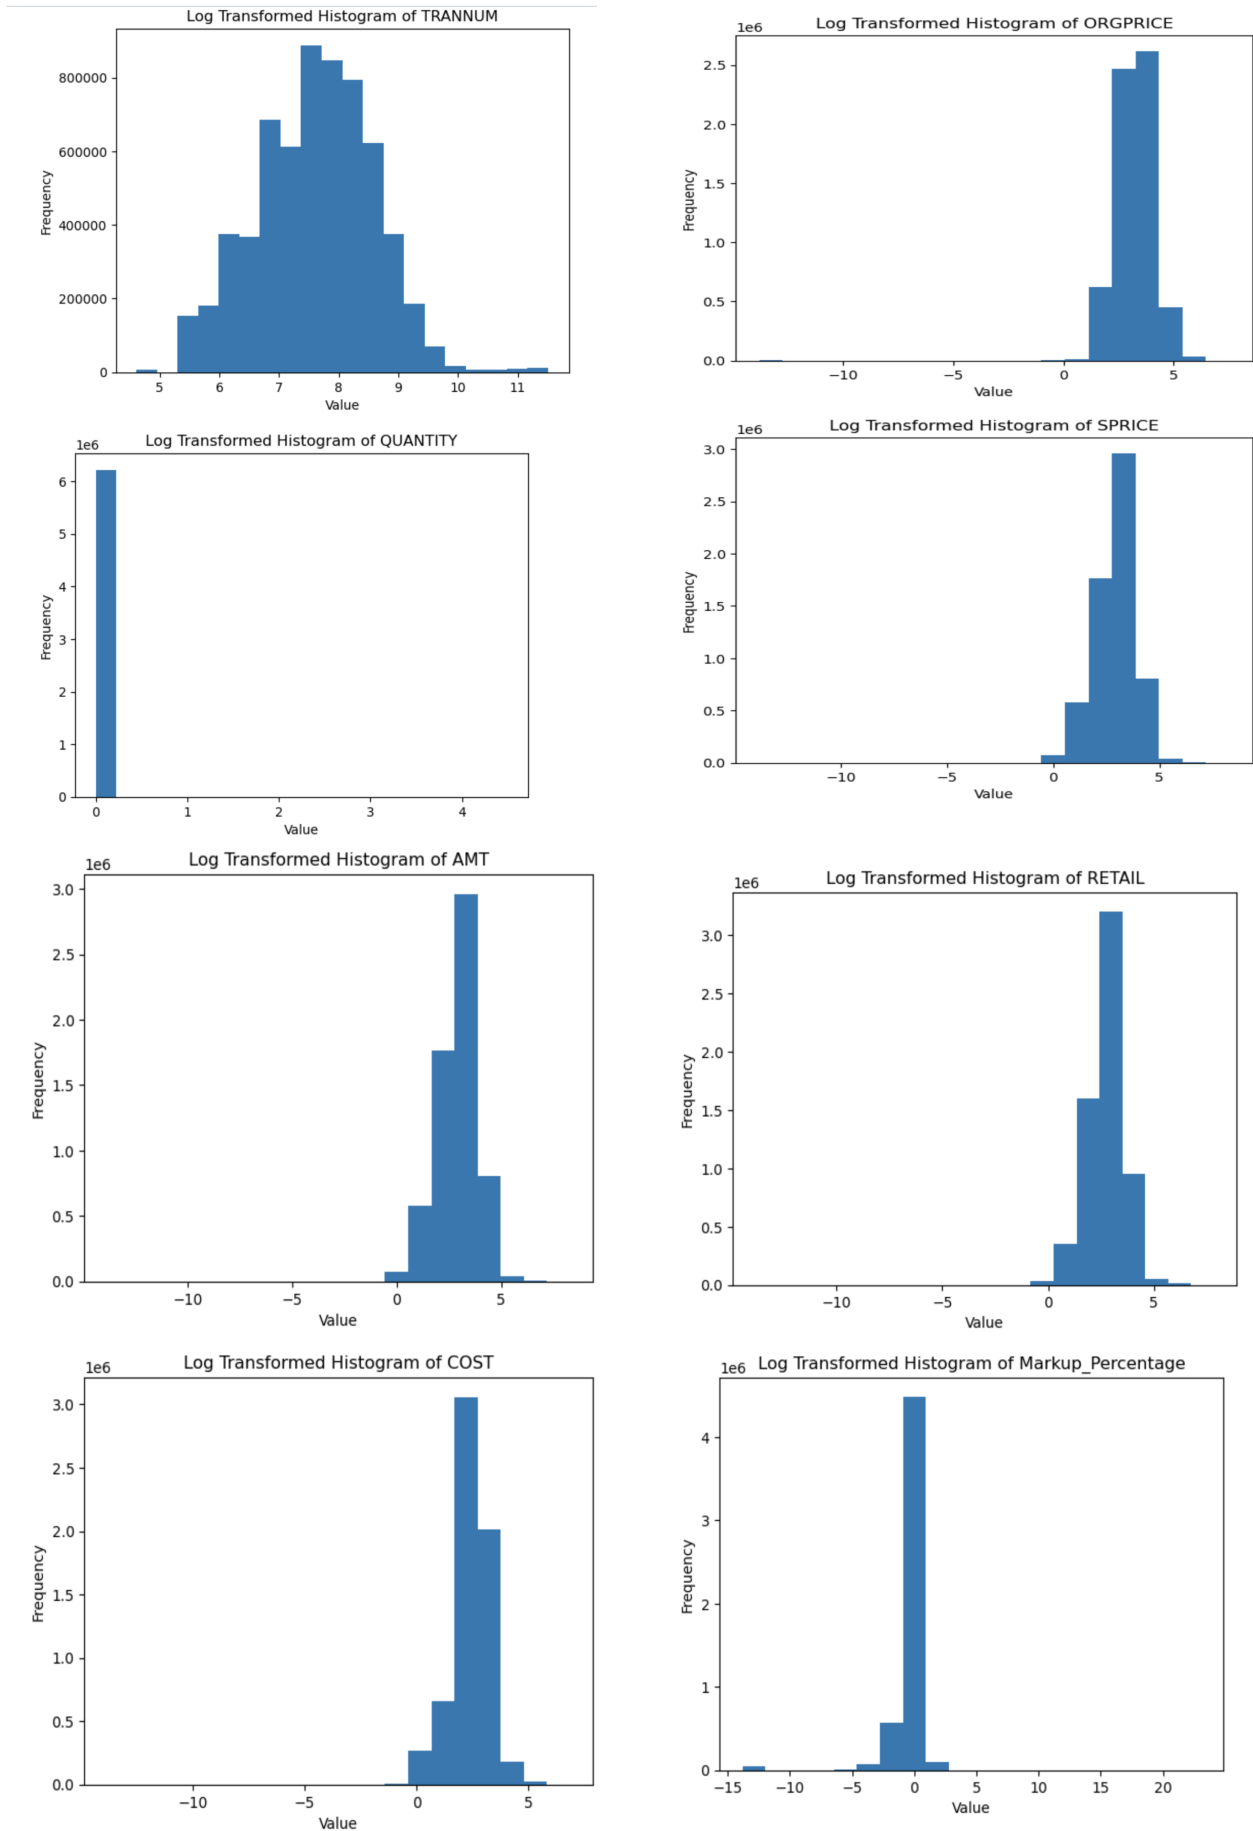 Log Transformed Histogram of TRANNUM
Frequency
800000
600000
400000
200000
0
5 6 7 8 9 10 11
Value
Log Transformed Histogram of ORGPRICE
1e6
Frequency
2.5
2.0
1.5
1.0
0.5
0.0
−10 −5 0 5
Value
Log Transformed Histogram of QUANTITY
1e6
Frequency
6
5
4
3
2
1
0
0 1 2 3 4
Value
Log Transformed Histogram of SPRICE
1e6
Frequency
3.0
2.5
2.0
1.5
1.0
0.5
0.0
−10 −5 0 5
Value
Log Transformed Histogram of AMT
1e6
Frequency
3.0
2.5
2.0
1.5
1.0
0.5
0.0
−10 −5 0 5
Value
Log Transformed Histogram of RETAIL
1e6
Frequency
3.0
2.5
2.0
1.5
1.0
0.5
0.0
−10 −5 0 5
Value
Log Transformed Histogram of COST
1e6
Frequency
3.0
2.5
2.0
1.5
1.0
0.5
0.0
−10 −5 0 5
Value
Log Transformed Histogram of Markup_Percentage
1e6
Frequency
4
3
2
1
0
−15 −10 −5 0 5 10 15 20
Value